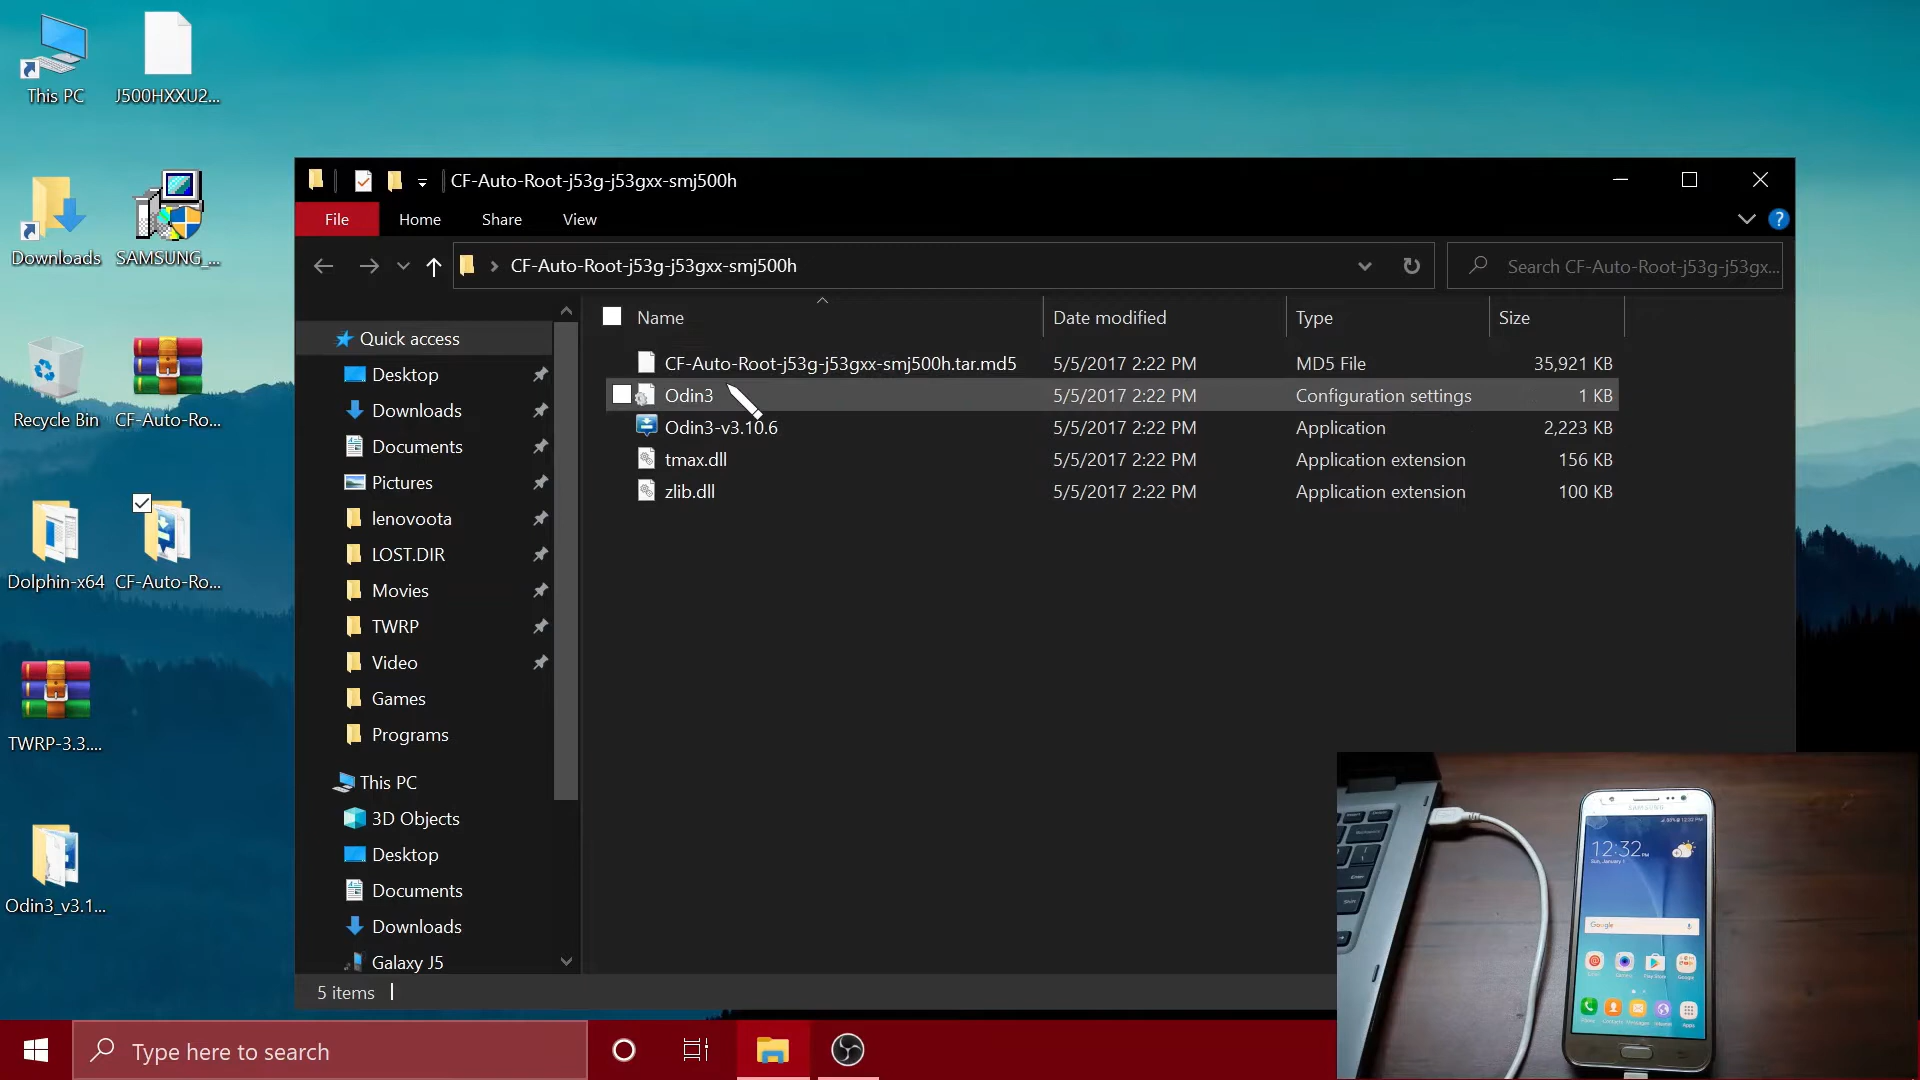 This PC
J500HXXU2...
Downloads
SAMSUNG_...
Recycle Bin
CF-Auto-Ro...
Dolphin-x64
CF-Auto-Ro...
TWRP-3.3....
Odin3_v3.1...
CF-Auto-Root-j53g-j53gxx-smj500h
File
Home
Share
View
?
CF-Auto-Root-j53g-j53gxx-smj500h
Search CF-Auto-Root-j53g-j53gx...
Name
Date modified
Type
Size
CF-Auto-Root-j53g-j53gxx-smj500h.tar.md5 5/5/2017 2:22 PM MD5 File 35,921 KB
Odin3 5/5/2017 2:22 PM Configuration settings 1 KB
Odin3-v3.10.6 5/5/2017 2:22 PM Application 2,223 KB
tmax.dll 5/5/2017 2:22 PM Application extension 156 KB
zlib.dll 5/5/2017 2:22 PM Application extension 100 KB
Quick access
Desktop
Downloads
Documents
Pictures
lenovoota
LOST.DIR
Movies
TWRP
Video
Games
Programs
This PC
3D Objects
Desktop
Documents
Downloads
Galaxy J5
5 items
SAMSUNG
12:32
Google
Type here to search